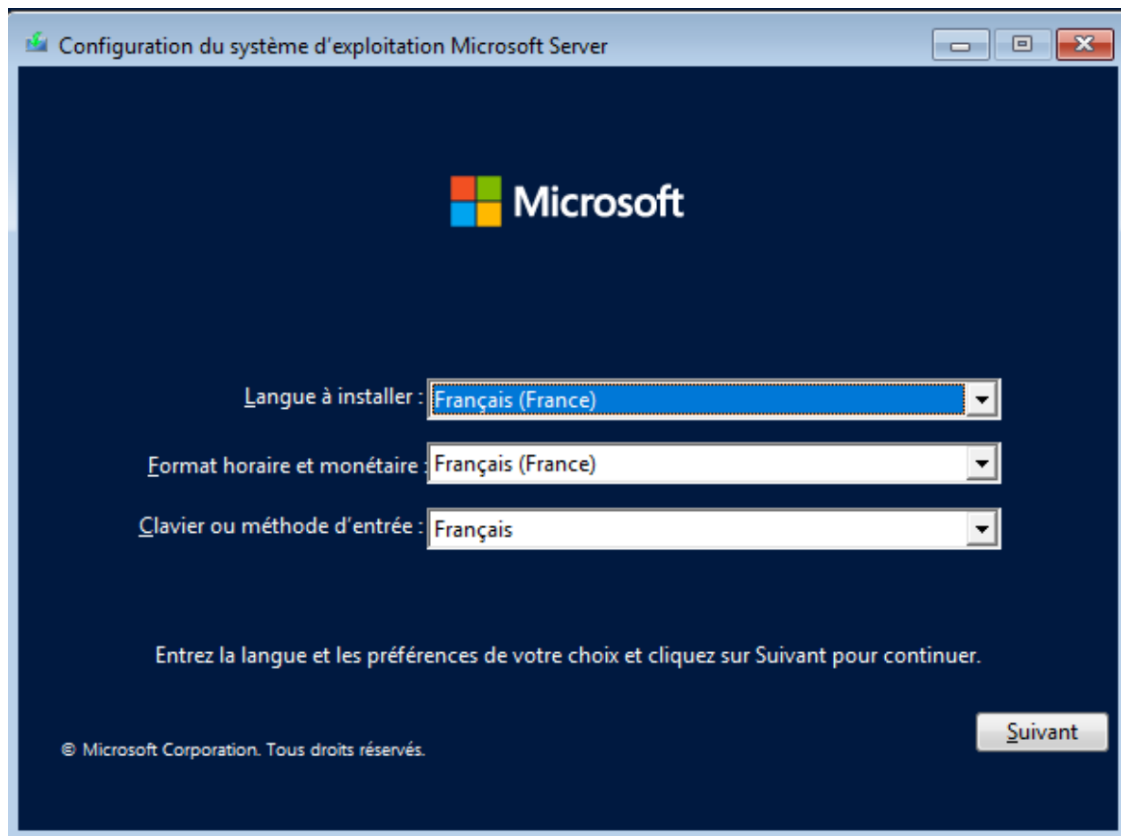 Configuration du système d'exploitation Microsoft Server
Microsoft
Langue à installer : Français (France)
Format horaire et monétaire : Français (France)
Clavier ou méthode d'entrée : Français
Entrez la langue et les préférences de votre choix et cliquez sur Suivant pour continuer.
Suivant
© Microsoft Corporation. Tous droits réservés.